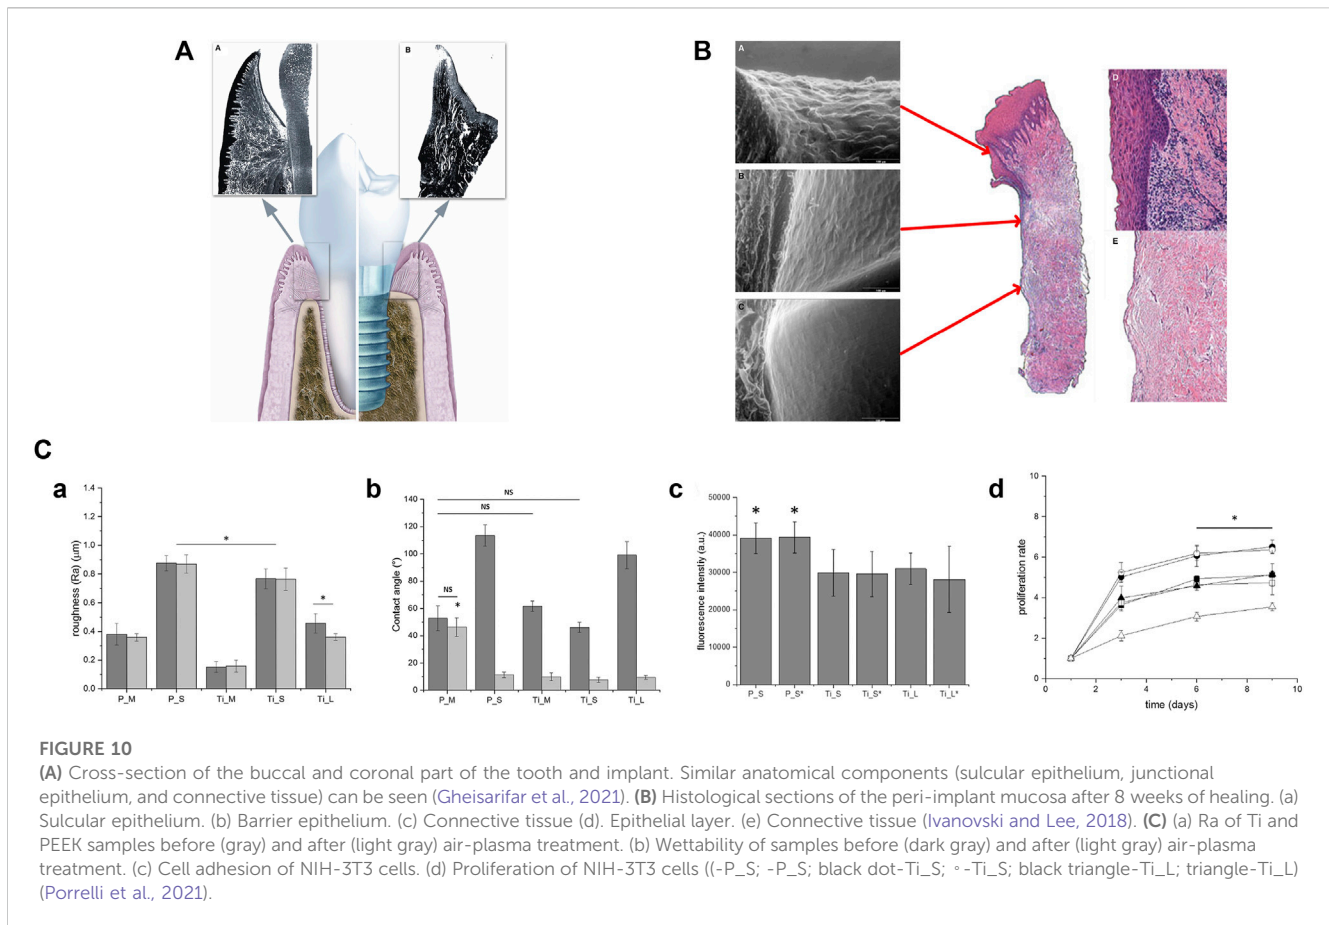 A
A
B
B
A
B
C
D
E
C
a
roughness (Ra) (μm)
1.4
1.2
1.0
0.8
0.6
0.4
0.2
0.0
*
*
P_M
P_S
Ti_M
Ti_S
Ti_L
b
Contact angle (°)
140
120
100
80
60
40
20
0
NS
NS
NS
*
P_M
P_S
Ti_M
Ti_S
Ti_L
c
fluorescence intenstiy (a.u.)
50000
40000
30000
20000
10000
0
*
*
P_S
P_S*
Ti_S
Ti_S*
Ti_L
Ti_L*
d
proliferation rate
10
8
6
4
2
0
*
0
2
4
6
8
10
time (days)
FIGURE 10
(A) Cross-section of the buccal and coronal part of the tooth and implant. Similar anatomical components (sulcular epithelium, junctional
epithelium, and connective tissue) can be seen (Gheisarifar et al., 2021). (B) Histological sections of the peri-implant mucosa after 8 weeks of healing. (a)
Sulcular epithelium. (b) Barrier epithelium. (c) Connective tissue (d). Epithelial layer. (e) Connective tissue (Ivanovski and Lee, 2018). (C) (a) Ra of Ti and
PEEK samples before (gray) and after (light gray) air-plasma treatment. (b) Wettability of samples before (dark gray) and after (light gray) air-plasma
treatment. (c) Cell adhesion of NIH-3T3 cells. (d) Proliferation of NIH-3T3 cells ((-P_S; -P_S; black dot-Ti_S; ◦-Ti_S; black triangle-Ti_L; triangle-Ti_L)
(Porrelli et al., 2021).